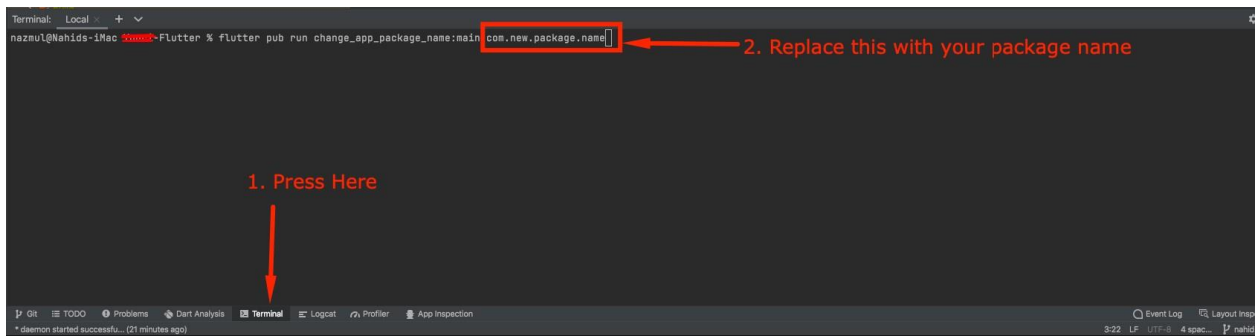 Terminal: Local × +
nazmul@Nahids-iMac -Flutter % flutter pub run change_app_package_name:main com.new.package.name
2. Replace this with your package name
1. Press Here
Git TODO Problems Dart Analysis Terminal Logcat Profiler App Inspection Event Log Layout Insp
* daemon started successfu... (21 minutes ago) 3:22 LF UTF-8 4 spac... nahid